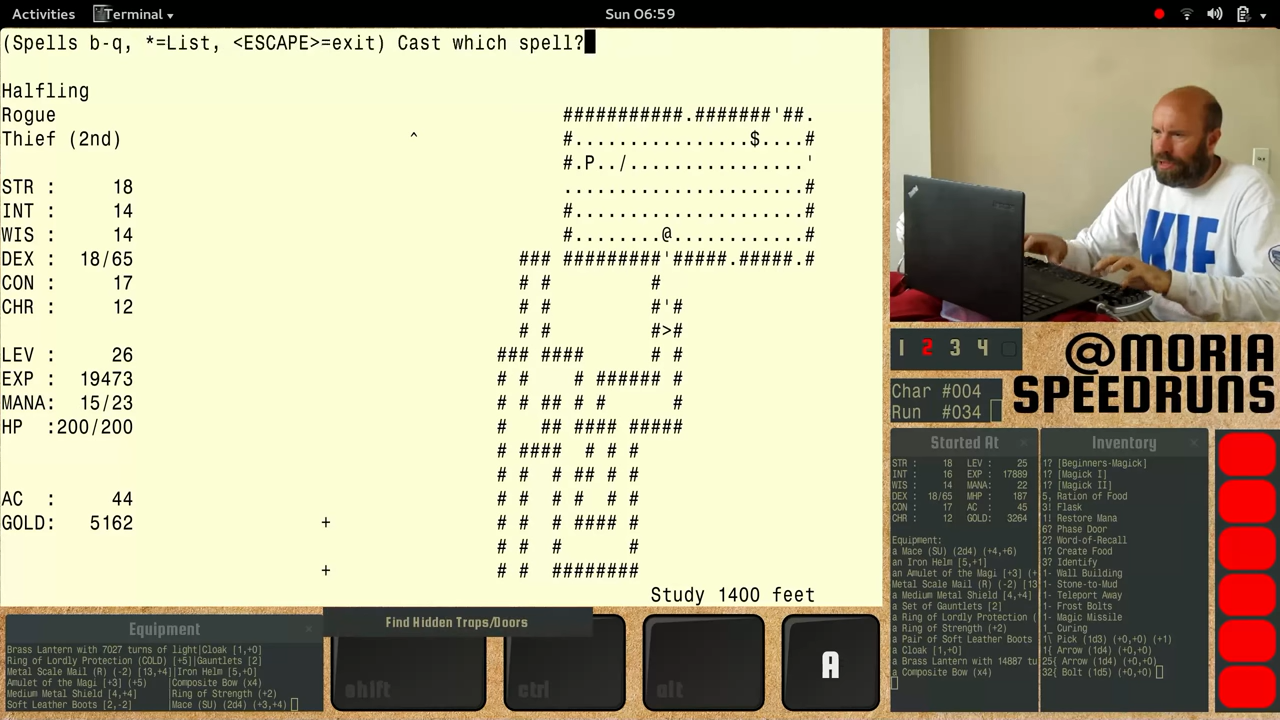 Activities Terminal Sun 06:59
(Spells b-q, *=List, <ESCAPE>=exit) Cast which spell?
Halfling
Rogue
Thief (2nd)
STR : 18
INT : 14
WIS : 14
DEX : 18/65
CON : 17
CHR : 12
LEV : 26
EXP : 19473
MANA: 15/23
HP :200/200
AC : 44
GOLD: 5162
^
+
+
###########.#######'##.
#................$....#
#.P../................'
......................#
#.....................#
#........@............#
### #########'#####.#####.#
# # #
# # #'#
# # #>#
### #### # #
# # # ###### #
# # ## # # #
# ## #### #####
# #### # # #
# # # ## # #
# # # # #
# # # #### #
# # # #
# # ########
Study 1400 feet
KIF
1 2 3 4
@MORIA
SPEEDRUNS
Char #004
Run #034
Started At
STR : 18 LEV : 25
INT : 16 EXP : 17889
WIS : 14 MANA: 22
DEX : 18/65 MHP : 187
CON : 17 AC : 45
CHR : 12 GOLD: 3264
Equipment:
a Mace (SU) (2d4) (+4,+6)
an Iron Helm [5,+1]
an Amulet of the Magi [+3] (+
Metal Scale Mail (R) (-2) [13
a Medium Metal Shield [4,+4]
a Set of Gauntlets [2]
a Ring of Lordly Protection (
a Ring of Strength (+2)
a Pair of Soft Leather Boots
a Cloak [1,+0]
a Brass Lantern with 14887 tu
a Composite Bow (x4)
Inventory
1? [Beginners-Magick]
1? [Magick I]
1? [Magick II]
5, Ration of Food
3! Flask
1! Restore Mana
6? Phase Door
2? Word-of-Recall
1? Create Food
3? Identify
1- Wall Building
1- Stone-to-Mud
1- Teleport Away
1- Frost Bolts
1- Magic Missile
1_ Curing
1\ Pick (1d3) (+0,+0) (+1)
1{ Arrow (1d4) (+0,+0)
25{ Arrow (1d4) (+0,+0)
32{ Bolt (1d5) (+0,+0)
Equipment
Brass Lantern with 7027 turns of light|Cloak [1,+0]
Ring of Lordly Protection (COLD) [+5]|Gauntlets [2]
Metal Scale Mail (R) (-2) [13,+4]|Iron Helm [5,+0]
Amulet of the Magi [+3] (+5) |Composite Bow (x4)
Medium Metal Shield [4,+4] |Ring of Strength (+2)
Soft Leather Boots [2,-2] |Mace (SU) (2d4) (+3,+4)
Find Hidden Traps/Doors
shift
ctrl
alt
A